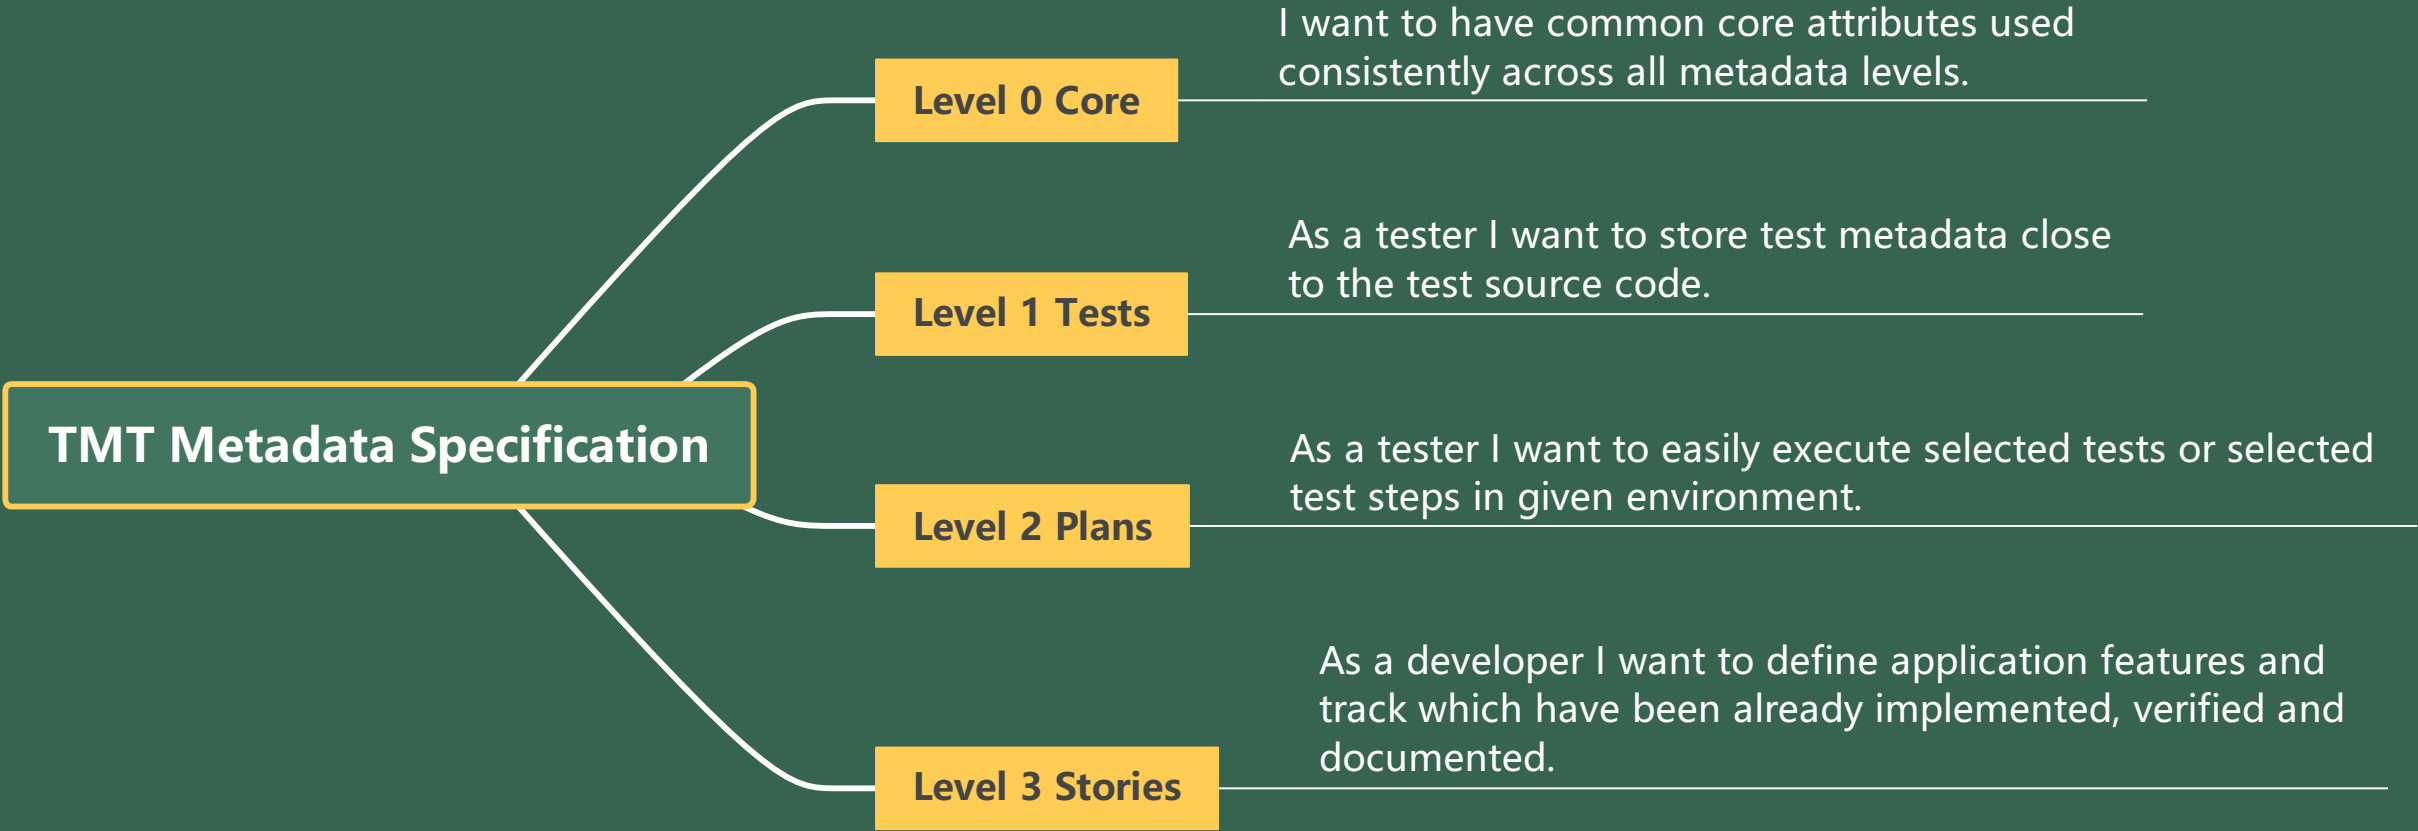 TMT Metadata Specification
Level 0 Core
I want to have common core attributes used
consistently across all metadata levels.
Level 1 Tests
As a tester I want to store test metadata close
to the test source code.
Level 2 Plans
As a tester I want to easily execute selected tests or selected
test steps in given environment.
Level 3 Stories
As a developer I want to define application features and
track which have been already implemented, verified and
documented.